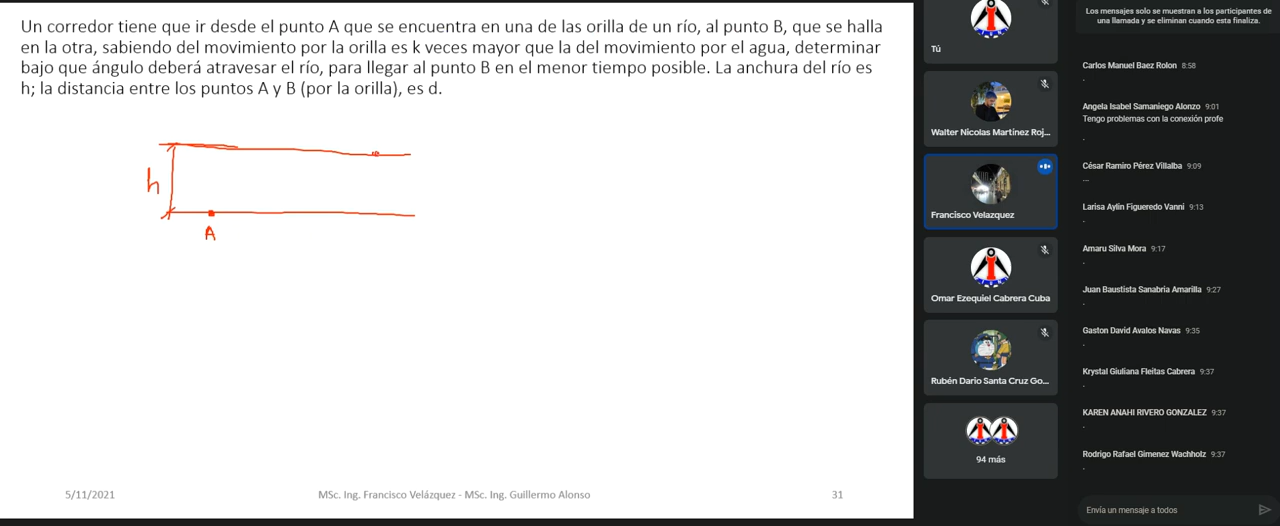 Un corredor tiene que ir desde el punto A que se encuentra en una de las orilla de un río, al punto B, que se halla
en la otra, sabiendo del movimiento por la orilla es k veces mayor que la del movimiento por el agua, determinar
bajo que ángulo deberá atravesar el río, para llegar al punto B en el menor tiempo posible. La anchura del río es
h; la distancia entre los puntos A y B (por la orilla), es d.
h
A
5/11/2021
MSc. Ing. Francisco Velázquez - MSc. Ing. Guillermo Alonso
31
Tú
Walter Nicolas Martínez Roj...
Francisco Velazquez
Omar Ezequiel Cabrera Cuba
Rubén Dario Santa Cruz Go...
94 más
Los mensajes solo se muestran a los participantes de
una llamada y se eliminan cuando esta finaliza.
Carlos Manuel Baez Rolon 8:58
.
Angela Isabel Samaniego Alonzo 9:01
Tengo problemas con la conexión profe
.
César Ramiro Pérez Villalba 9:09
...
Larisa Aylin Figueredo Vanni 9:13
.
Amaru Silva Mora 9:17
.
Juan Baustista Sanabria Amarilla 9:27
.
Gaston David Avalos Navas 9:35
.
Krystal Giuliana Fleitas Cabrera 9:37
.
KAREN ANAHI RIVERO GONZALEZ 9:37
.
Rodrigo Rafael Gimenez Wachholz 9:37
.
Envía un mensaje a todos